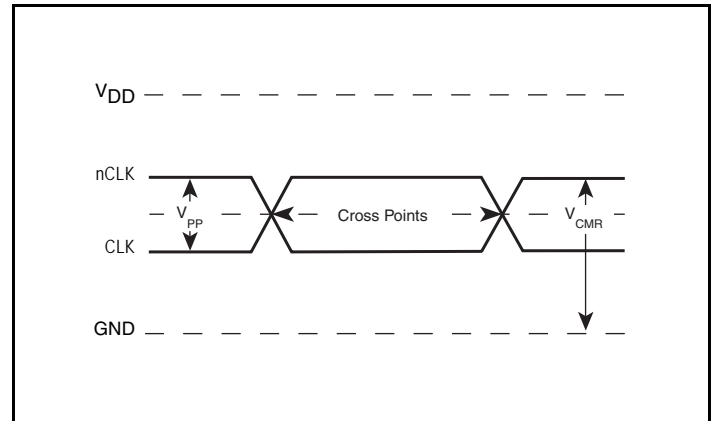 VDD
nCLK
VPP
Cross Points
VCMR
CLK
GND